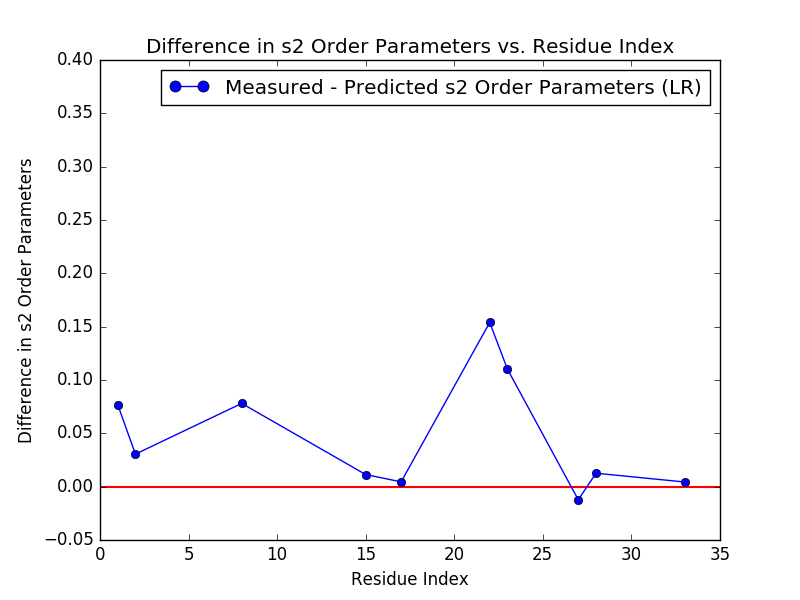 Difference in s2 Order Parameters vs. Residue Index
Measured - Predicted s2 Order Parameters (LR)
0.40
0.35
0.30
0.25
0.20
0.15
0.10
0.05
0.00
−0.05
Difference in s2 Order Parameters
0 5 10 15 20 25 30 35
Residue Index